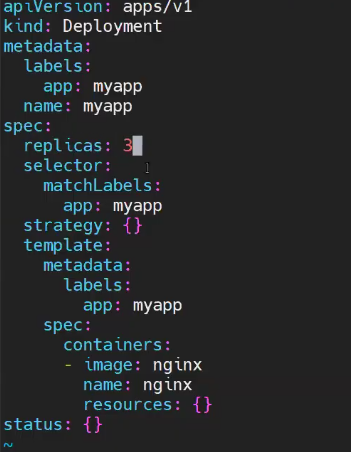 apiVersion: apps/v1
kind: Deployment
metadata:
  labels:
    app: myapp
  name: myapp
spec:
  replicas: 3
  selector:
    matchLabels:
      app: myapp
  strategy: {}
  template:
    metadata:
      labels:
        app: myapp
    spec:
      containers:
      - image: nginx
        name: nginx
        resources: {}
status: {}
~